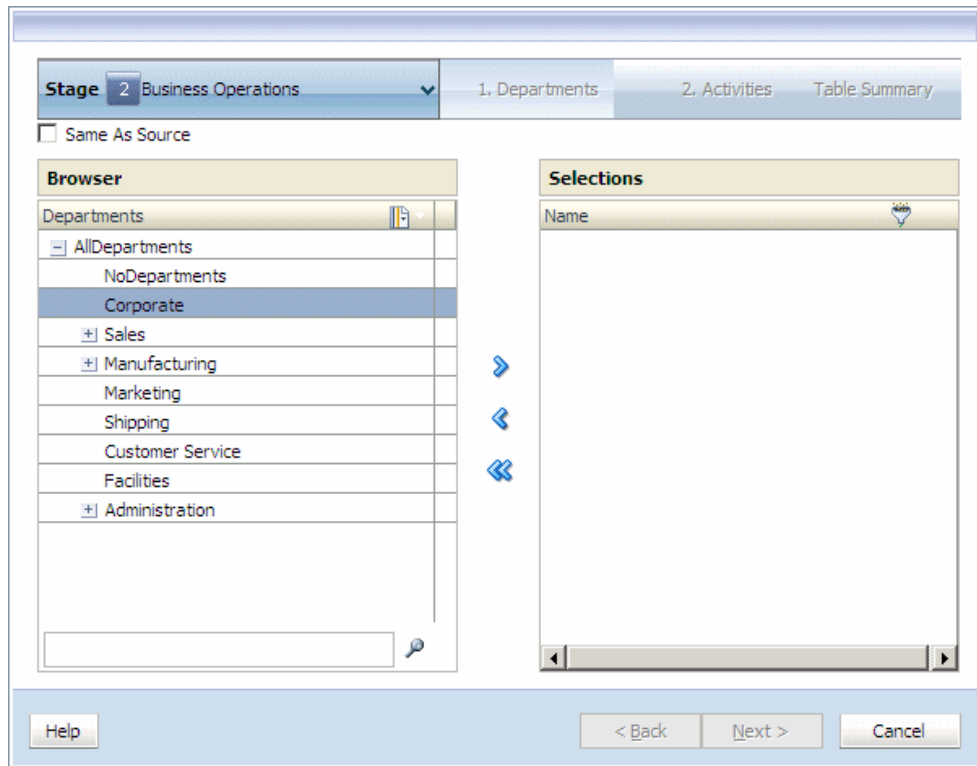 Stage 2 Business Operations 1. Departments 2. Activities Table Summary
Same As Source
Browser
Selections
Departments
Name
AllDepartments
NoDepartments
Corporate
Sales
Manufacturing
Marketing
Shipping
Customer Service
Facilities
Administration
Help < Back Next > Cancel